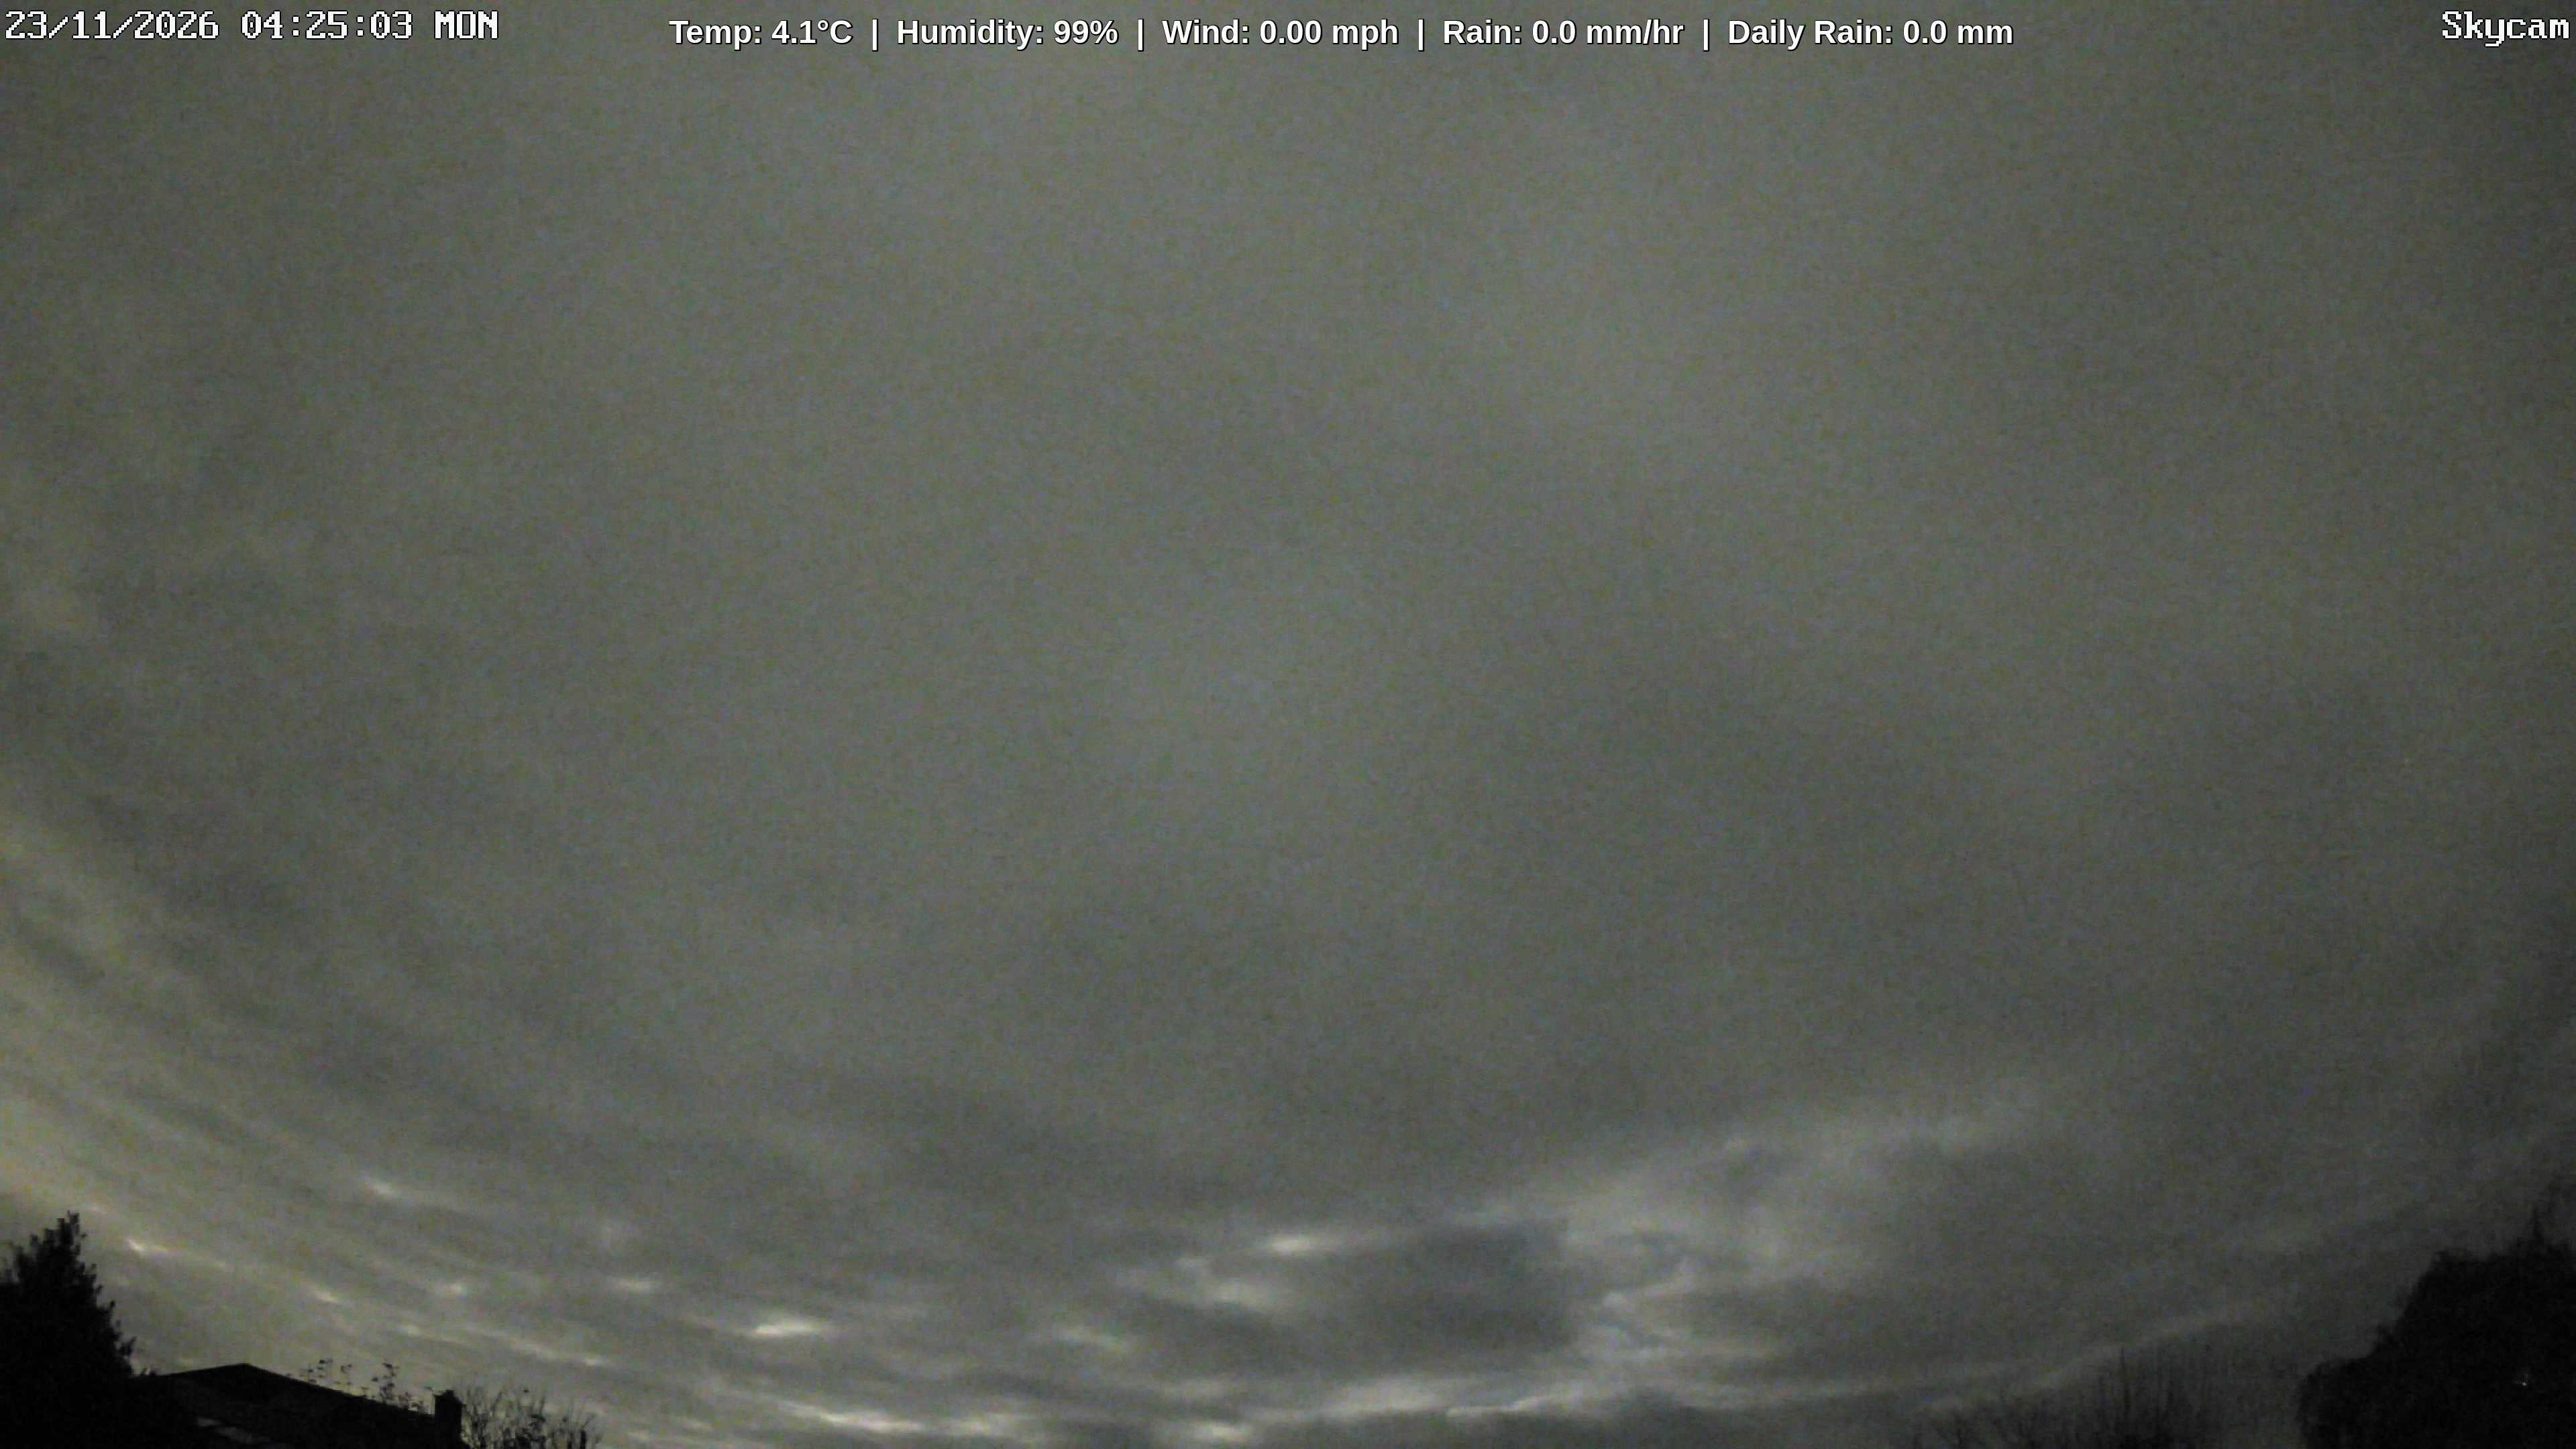 23/11/2026 04:25:03 MON
Temp: 4.1°C | Humidity: 99% | Wind: 0.00 mph | Rain: 0.0 mm/hr | Daily Rain: 0.0 mm
Skycam